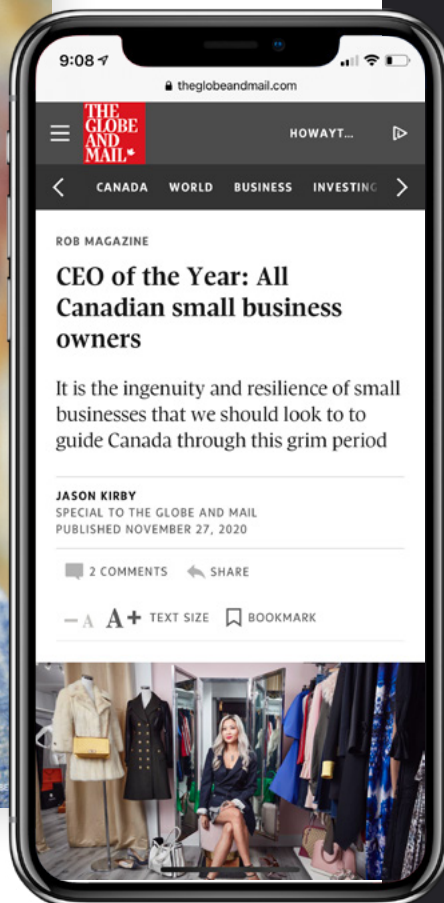 9:08
theglobeandmail.com
THE
GLOBE
AND
MAIL
HOWAYT...
CANADA WORLD BUSINESS INVESTING
ROB MAGAZINE
CEO of the Year: All
Canadian small business
owners
It is the ingenuity and resilience of small
businesses that we should look to to
guide Canada through this grim period
JASON KIRBY
SPECIAL TO THE GLOBE AND MAIL
PUBLISHED NOVEMBER 27, 2020
2 COMMENTS SHARE
A A+ TEXT SIZE BOOKMARK